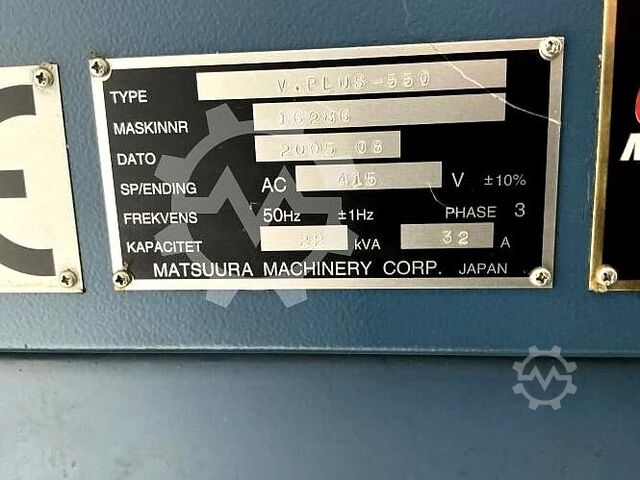 TYPE V.PLUS-550
MASKINNR 16286
DATO 2005 08
SP/ENDING AC 415 V ±10%
FREKVENS 50Hz ±1Hz PHASE 3
KAPACITET 22 kVA 32 A
MATSUURA MACHINERY CORP. JAPAN